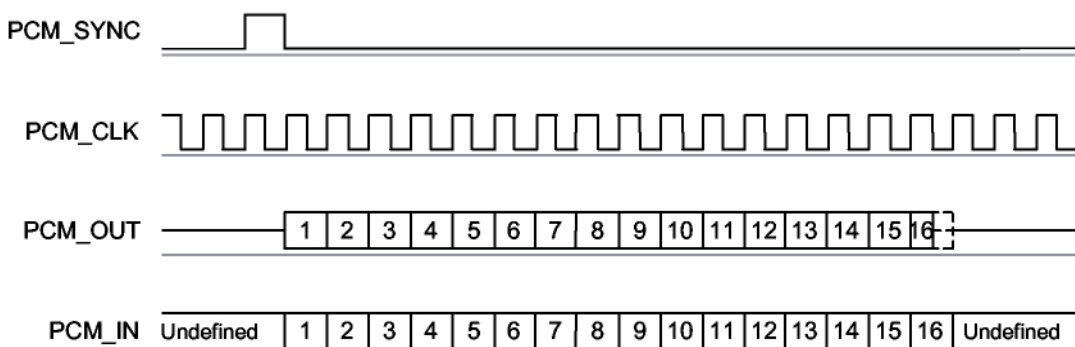 PCM_SYNC
PCM_CLK
PCM_OUT 1 2 3 4 5 6 7 8 9 10 11 12 13 14 15 16
PCM_IN Undefined 1 2 3 4 5 6 7 8 9 10 11 12 13 14 15 16 Undefined